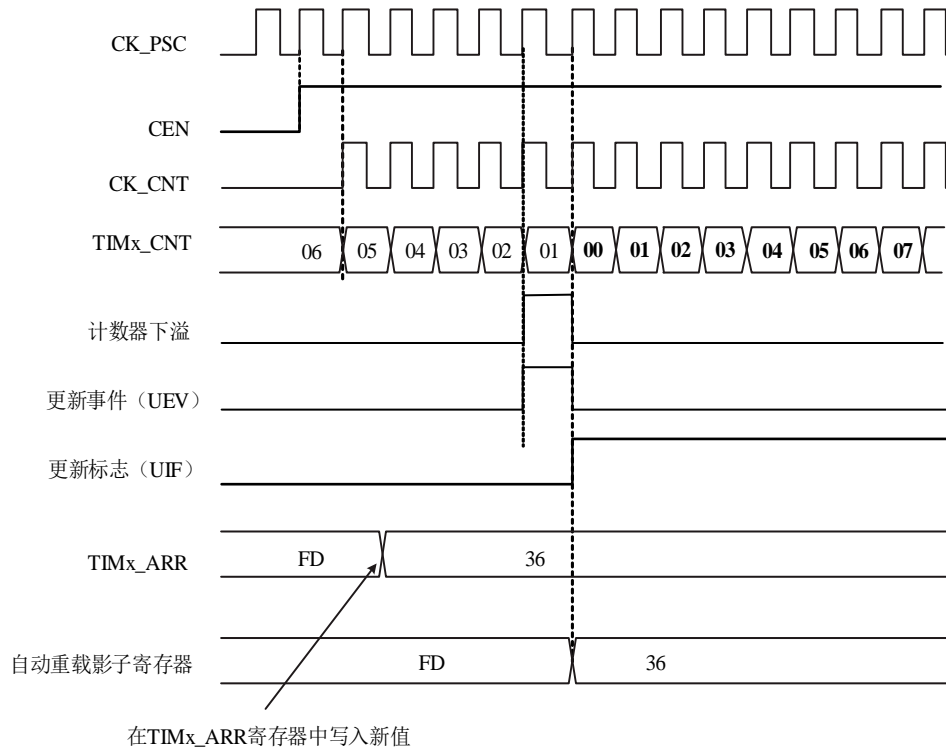 CK_PSC
CEN
CK_CNT
TIMx_CNT 06 05 04 03 02 01 00 01 02 03 04 05 06 07
计数器下溢
更新事件（UEV）
更新标志（UIF）
TIMx_ARR FD 36
自动重载影子寄存器 FD 36
在TIMx_ARR寄存器中写入新值